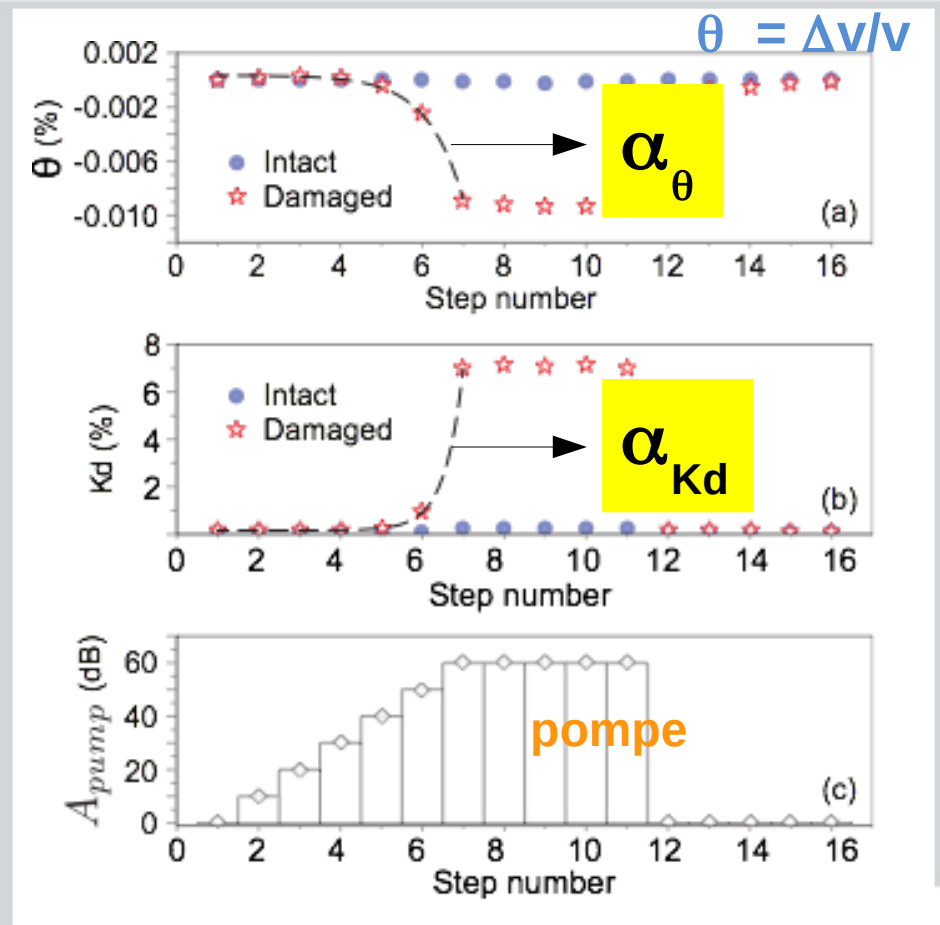 θ = Δv/v
0.002
-0.002
-0.006
-0.010
θ (%)
Intact
Damaged
α θ
(a)
0 2 4 6 8 10 12 14 16
Step number
8
6
4
2
Kd (%)
Intact
Damaged
α Kd
(b)
0 2 4 6 8 10 12 14 16
Step number
60
40
20
0
A pump (dB)
pompe
(c)
0 2 4 6 8 10 12 14 16
Step number